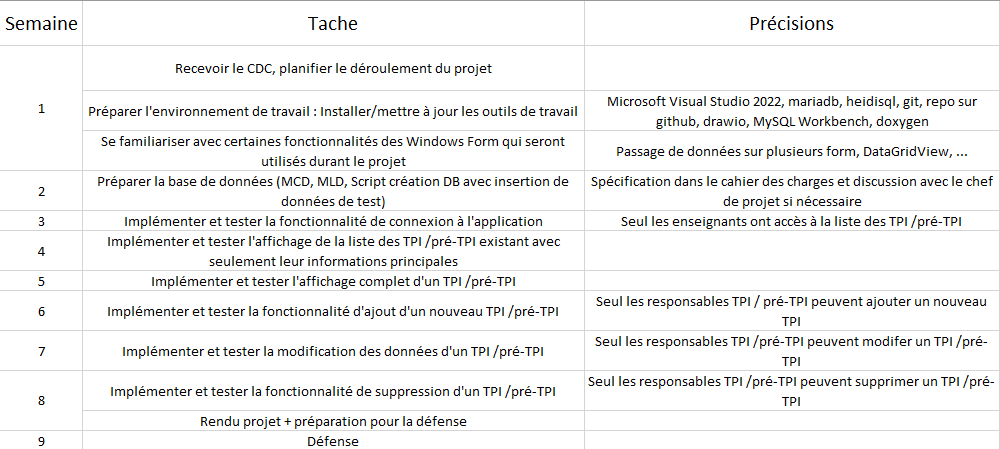 Semaine Tache Précisions
Recevoir le CDC, planifier le déroulement du projet
1
Préparer l'environnement de travail : Installer/mettre à jour les outils de travail
Microsoft Visual Studio 2022, mariadb, heidisql, git, repo sur
github, drawio, MySQL Workbench, doxygen
Se familiariser avec certaines fonctionnalités des Windows Form qui seront
utilisés durant le projet
Passage de données sur plusieurs form, DataGridView, ...
2
Préparer la base de données (MCD, MLD, Script création DB avec insertion de
données de test)
Spécification dans le cahier des charges et discussion avec le chef
de projet si nécessaire
3 Implémenter et tester la fonctionnalité de connexion à l'application Seul les enseignants ont accès à la liste des TPI /pré-TPI
4
Implémenter et tester l'affichage de la liste des TPI /pré-TPI existant avec
seulement leur informations principales
5 Implémenter et tester l'affichage complet d'un TPI /pré-TPI
6 Implémenter et tester la fonctionnalité d'ajout d'un nouveau TPI /pré-TPI
Seul les responsables TPI / pré-TPI peuvent ajouter un nouveau
TPI
7 Implémenter et tester la modification des données d'un TPI /pré-TPI
Seul les responsables TPI /pré-TPI peuvent modifer un TPI /pré-
TPI
8
Implémenter et tester la fonctionnalité de suppression d'un TPI /pré-TPI
Seul les responsables TPI /pré-TPI peuvent supprimer un TPI /pré-
TPI
Rendu projet + préparation pour la défense
9 Défense